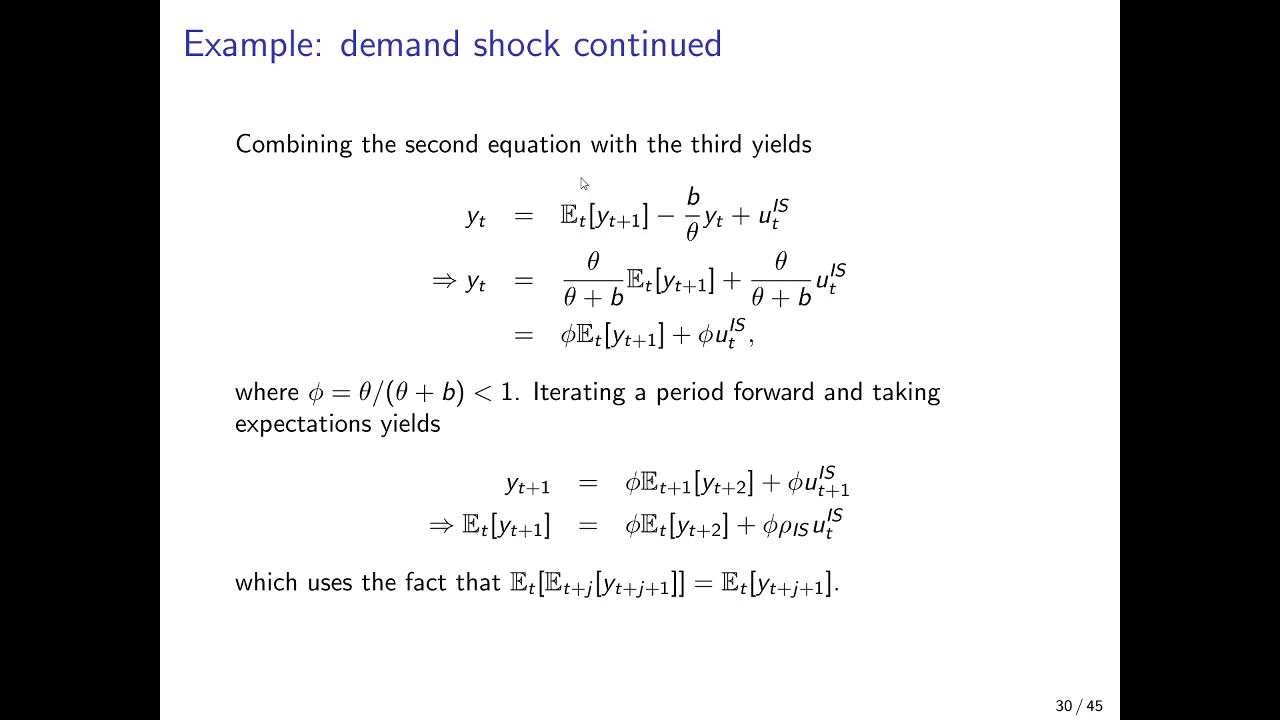 Example: demand shock continued
Combining the second equation with the third yields
y_t = 𝔼_t[y_{t+1}] − \frac{b}{θ} y_t + u_t^{IS}
⇒ y_t = \frac{θ}{θ + b} 𝔼_t[y_{t+1}] + \frac{θ}{θ + b} u_t^{IS}
= ϕ𝔼_t[y_{t+1}] + ϕu_t^{IS},
where ϕ = θ/(θ + b) < 1. Iterating a period forward and taking
expectations yields
y_{t+1} = ϕ𝔼_{t+1}[y_{t+2}] + ϕu_{t+1}^{IS}
⇒ 𝔼_t[y_{t+1}] = ϕ𝔼_t[y_{t+2}] + ϕρ_{IS}u_t^{IS}
which uses the fact that 𝔼_t[𝔼_{t+j}[y_{t+j+1}]] = 𝔼_t[y_{t+j+1}].
30 / 45